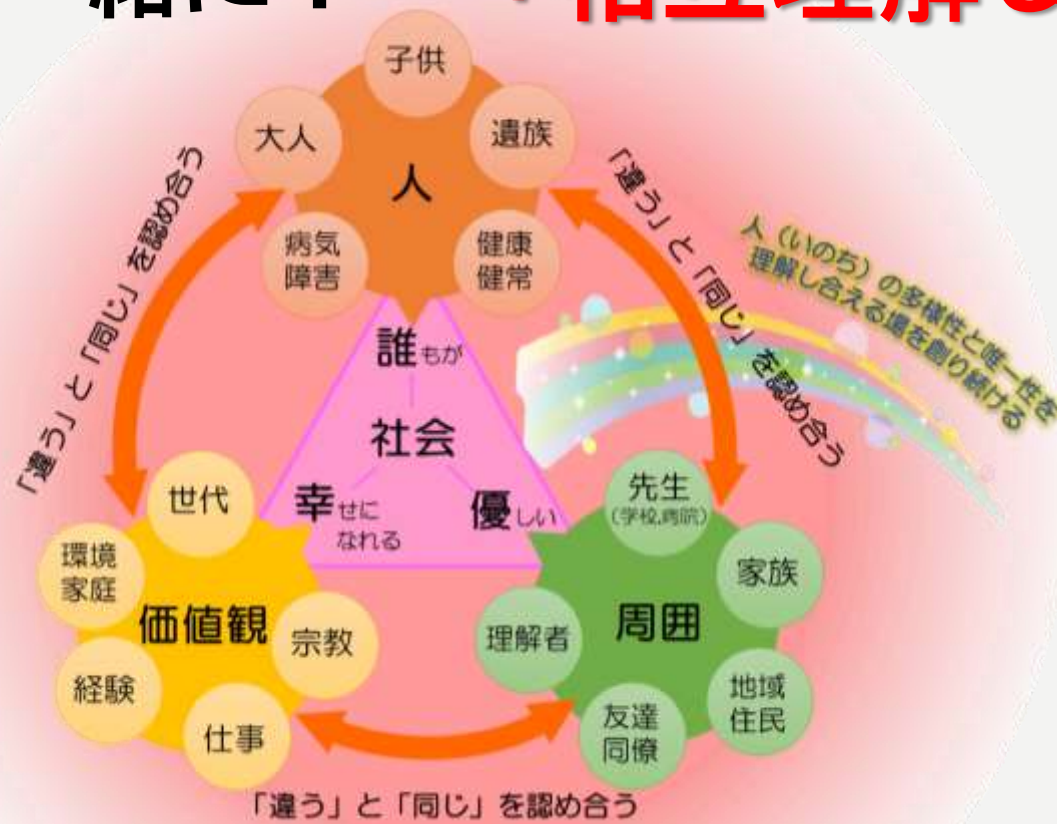 相互理解
子供
大人
遺族
人
病気
障害
健康
健常
「違う」と「同じ」を認め合う
「違う」と「同じ」を認め合う
人（いのち）の多様性と唯一性を
理解し合える場を創り続ける
誰もが
社会
幸せに
なれる
優しい
世代
環境
家庭
価値観
宗教
経験
仕事
先生
(学校,病院)
家族
理解者
周囲
地域
住民
友達
同僚
「違う」と「同じ」を認め合う